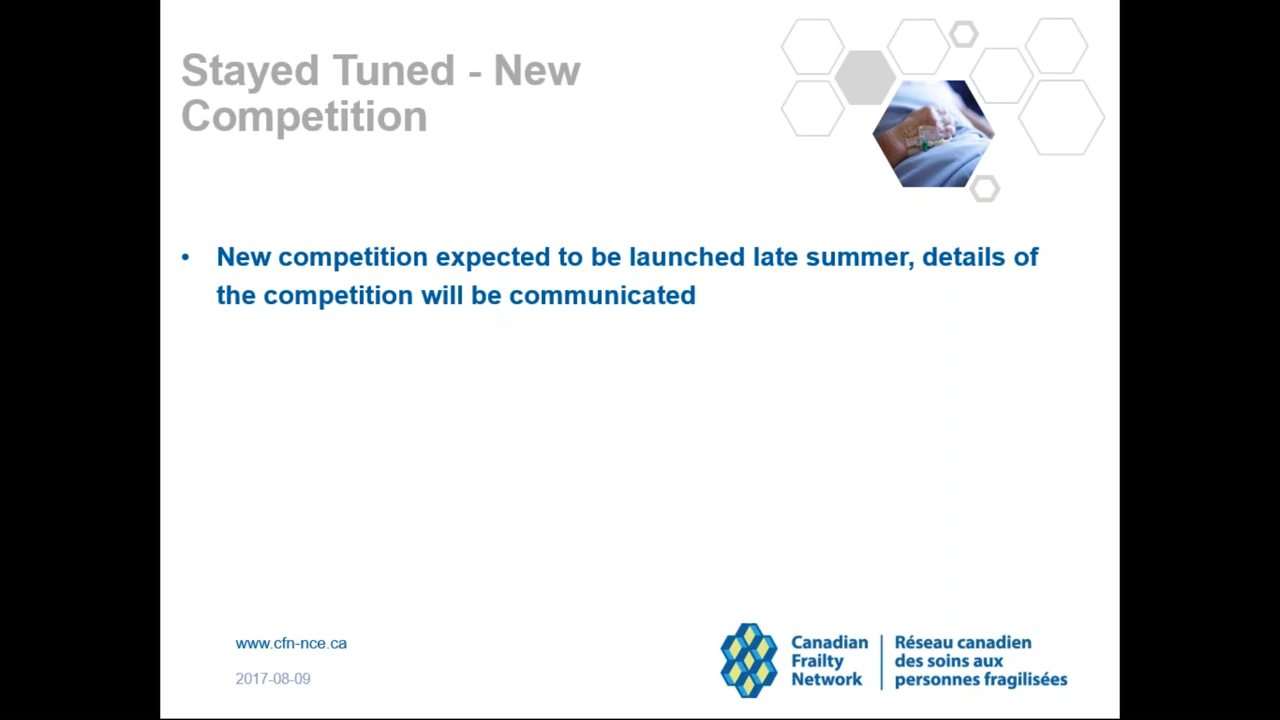 Stayed Tuned - New
Competition
• New competition expected to be launched late summer, details of
the competition will be communicated
www.cfn-nce.ca
2017-08-09
Canadian
Frailty
Network
Réseau canadien
des soins aux
personnes fragilisées